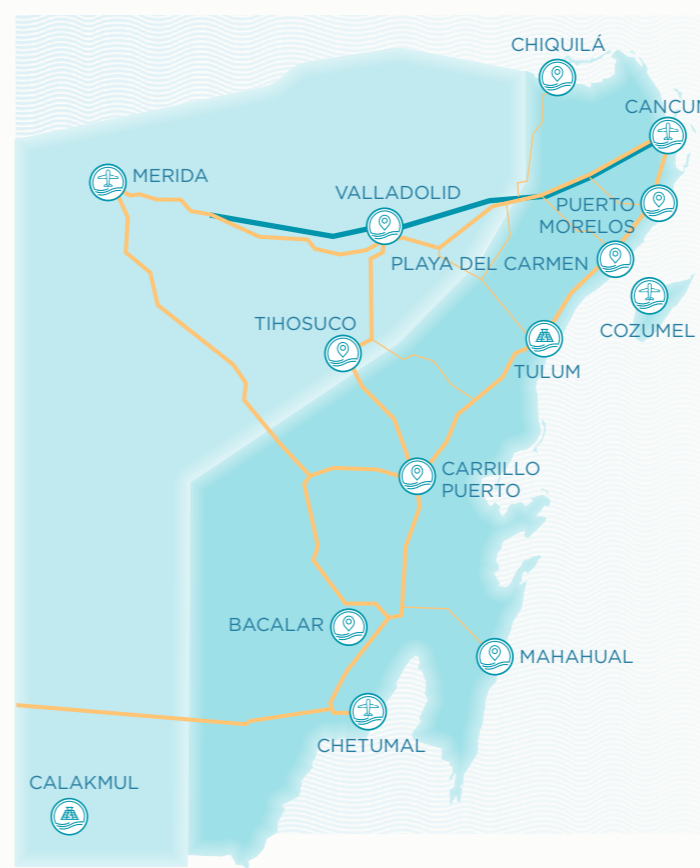 CHIQUILÁ
CANCUN
MERIDA
VALLADOLID
PUERTO
MORELOS
PLAYA DEL CARMEN
COZUMEL
TIHOSUCO
TULUM
CARRILLO
PUERTO
BACALAR
MAHAHUAL
CHETUMAL
CALAKMUL